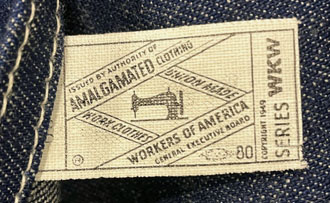 ISSUED BY AUTHORITY OF
AMALGAMATED CLOTHING
UNION MADE
WORK CLOTHES
WORKERS OF AMERICA
GENERAL EXECUTIVE BOARD
80
COPYRIGHT 1949
SERIES WKW